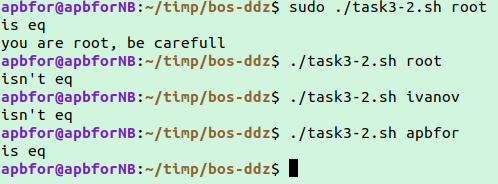 apbfor@apbforNB:~/timp/bos-ddz$ sudo ./task3-2.sh root
is eq
you are root, be carefull
apbfor@apbforNB:~/timp/bos-ddz$ ./task3-2.sh root
isn't eq
apbfor@apbforNB:~/timp/bos-ddz$ ./task3-2.sh ivanov
isn't eq
apbfor@apbforNB:~/timp/bos-ddz$ ./task3-2.sh apbfor
is eq
apbfor@apbforNB:~/timp/bos-ddz$